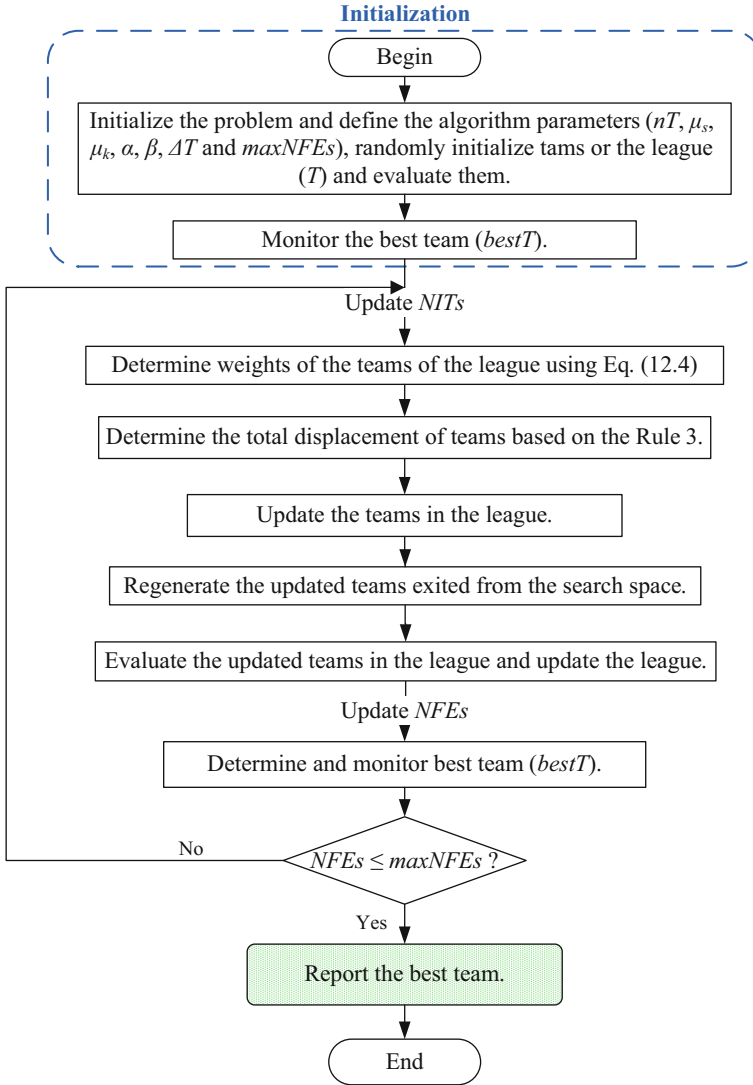 Initialization
Begin
Initialize the problem and define the algorithm parameters (nT, μs,
μk, α, β, ΔT and maxNFEs), randomly initialize tams or the league
(T) and evaluate them.
Monitor the best team (bestT).
Update NITs
Determine weights of the teams of the league using Eq. (12.4)
Determine the total displacement of teams based on the Rule 3.
Update the teams in the league.
Regenerate the updated teams exited from the search space.
Evaluate the updated teams in the league and update the league.
Update NFEs
Determine and monitor best team (bestT).
No
NFEs ≤ maxNFEs ?
Yes
Report the best team.
End